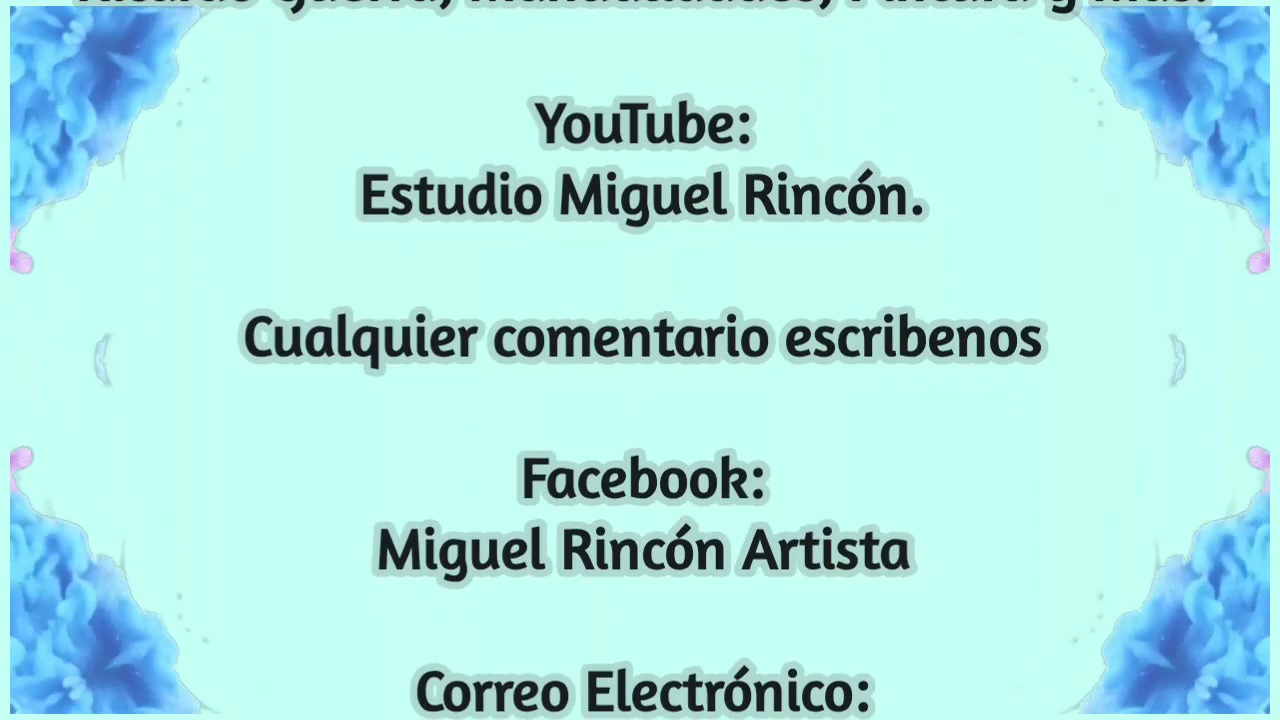 YouTube:
Estudio Miguel Rincón.
Cualquier comentario escribenos
Facebook:
Miguel Rincón Artista
Correo Electrónico: